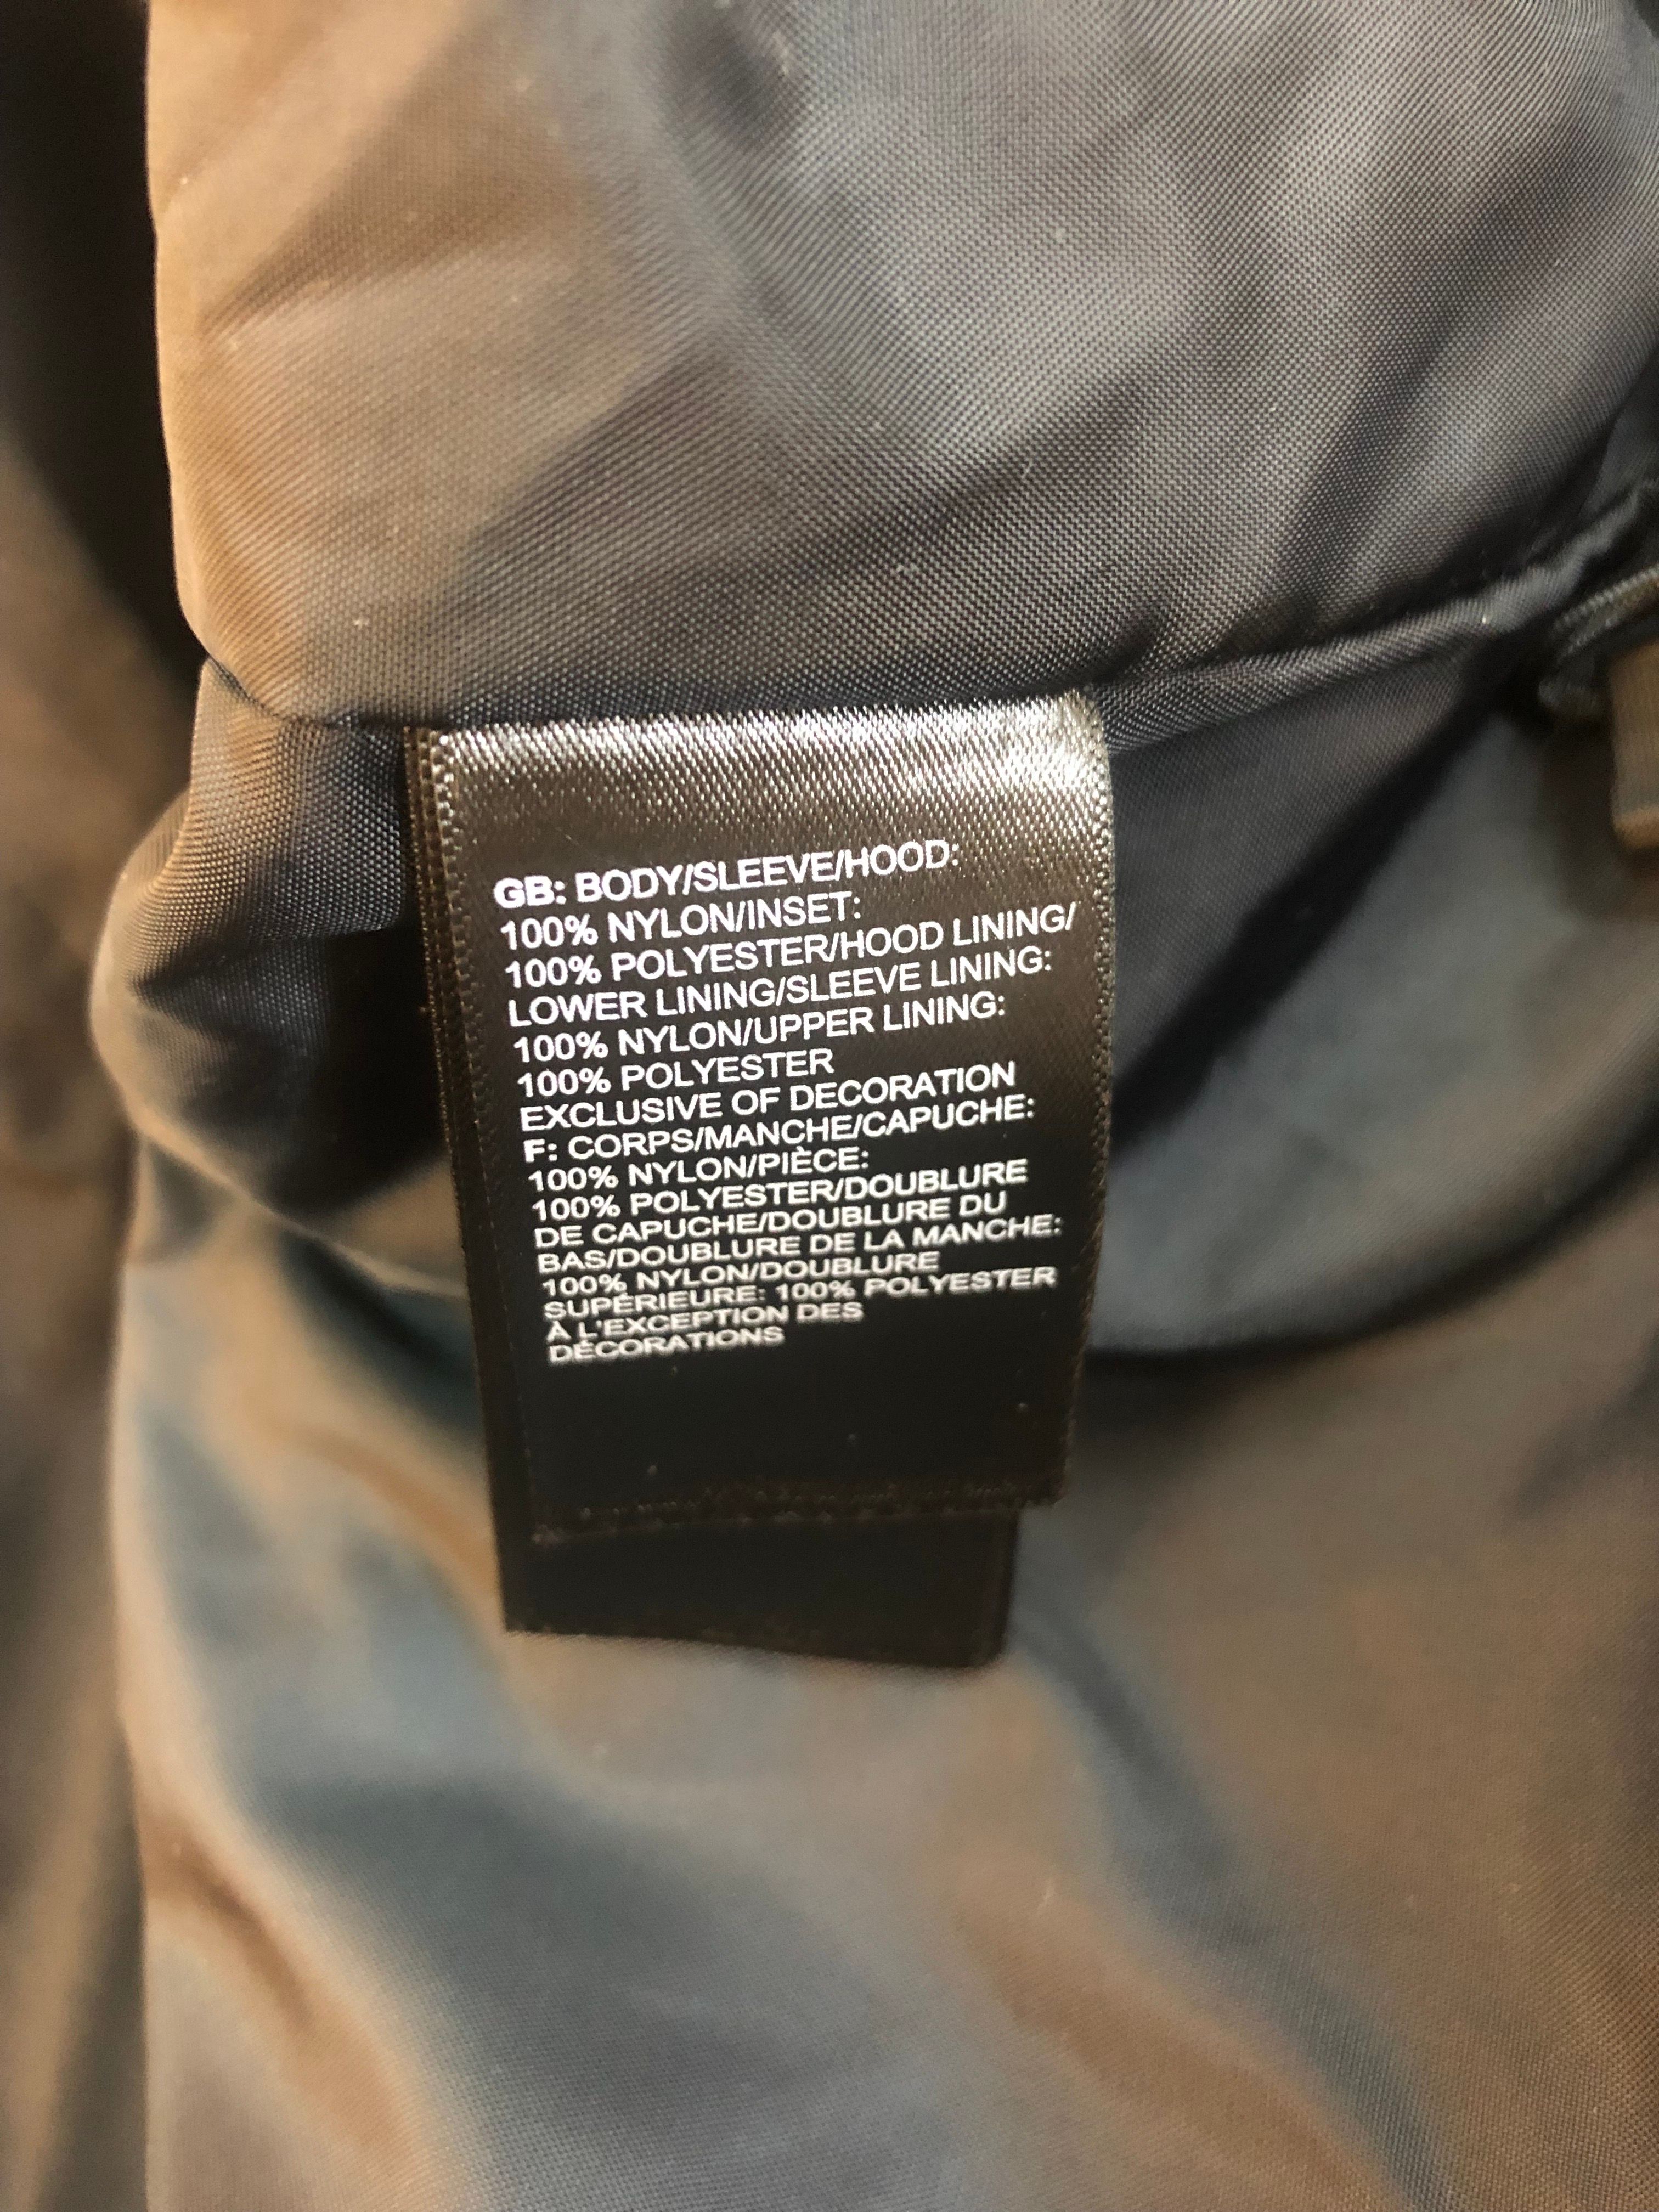 GB: BODY/SLEEVE/HOOD:
100% NYLON/INSET:
100% POLYESTER/HOOD LINING/
LOWER LINING/SLEEVE LINING:
100% NYLON/UPPER LINING:
100% POLYESTER
EXCLUSIVE OF DECORATION
F: CORPS/MANCHE/CAPUCHE:
100% NYLON/PIÈCE:
100% POLYESTER/DOUBLURE
DE CAPUCHE/DOUBLURE DU
BAS/DOUBLURE DE LA MANCHE:
100% NYLON/DOUBLURE
SUPÉRIEURE: 100% POLYESTER
À L'EXCEPTION DES
DÉCORATIONS